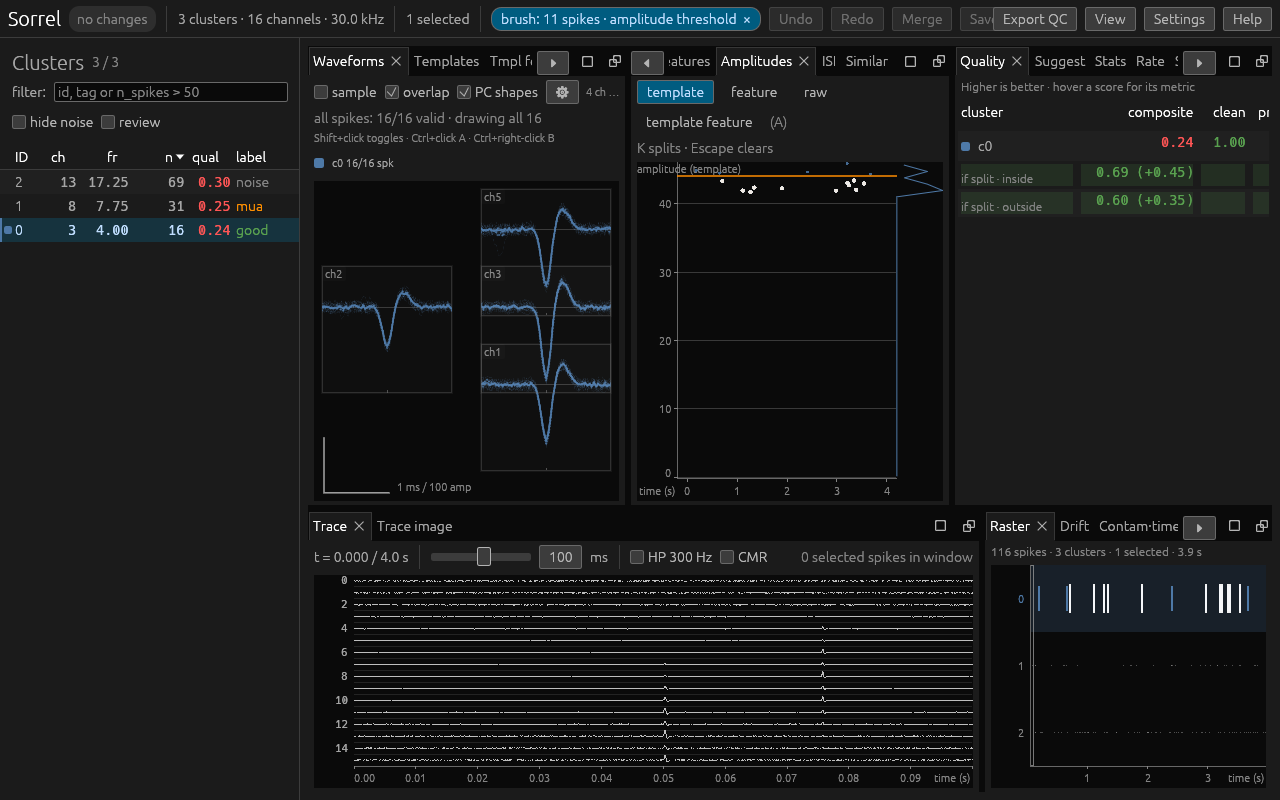 Sorrel no changes 3 clusters · 16 channels · 30.0 kHz 1 selected brush: 11 spikes · amplitude threshold × Undo Redo Merge Export QC View Settings Help
Clusters 3 / 3
filter: id, tag or n_spikes > 50
hide noise review
ID ch fr n qual label
2 13 17.25 69 0.30 noise
1 8 7.75 31 0.25 mua
0 3 4.00 16 0.24 good
Waveforms Templates Tmpl
sample overlap PC shapes 4 ch ...
all spikes: 16/16 valid · drawing all 16
Shift+click toggles · Ctrl+click A · Ctrl+right-click B
c0 16/16 spk
ch5
ch2 ch3
ch1
1 ms / 100 amp
eatures Amplitudes ISI Similar
template feature raw
template feature (A)
K splits · Escape clears
amplitude (template)
40
30
20
10
0
time (s) 0 1 2 3 4
Quality Suggest Stats Rate
Higher is better · hover a score for its metric
cluster composite clean
c0 0.24 1.00
if split · inside 0.69 (+0.45)
if split · outside 0.60 (+0.35)
Trace Trace image
t = 0.000 / 4.0 s 100 ms HP 300 Hz CMR 0 selected spikes in window
0
2
4
6
8
10
12
14
0.00 0.01 0.02 0.03 0.04 0.05 0.06 0.07 0.08 0.09 time (s)
Raster Drift Contam·time
116 spikes · 3 clusters · 1 selected · 3.9 s
0
1
2
1 2 3 time (s)